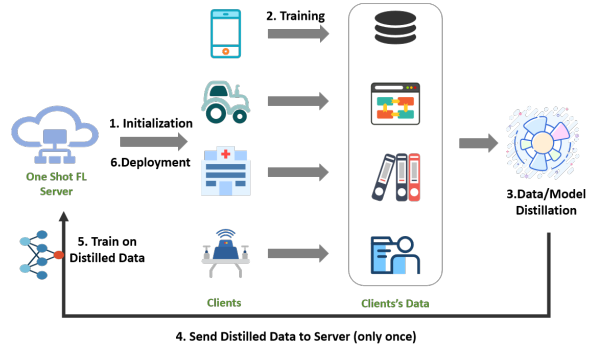 2. Training
1. Initialization
6.Deployment
One Shot FL
Server
3.Data/Model
Distillation
5. Train on
Distilled Data
Clients
Clients's Data
4. Send Distilled Data to Server (only once)